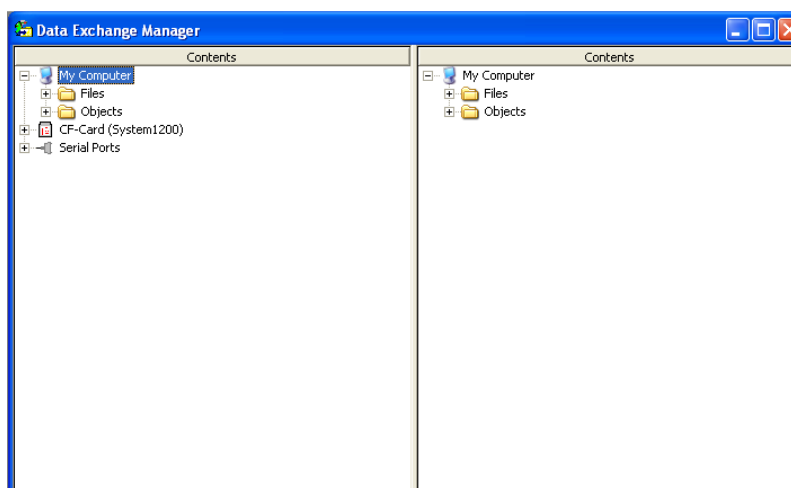 Data Exchange Manager
Contents
My Computer
Files
Objects
CF-Card (System1200)
Serial Ports
Contents
My Computer
Files
Objects